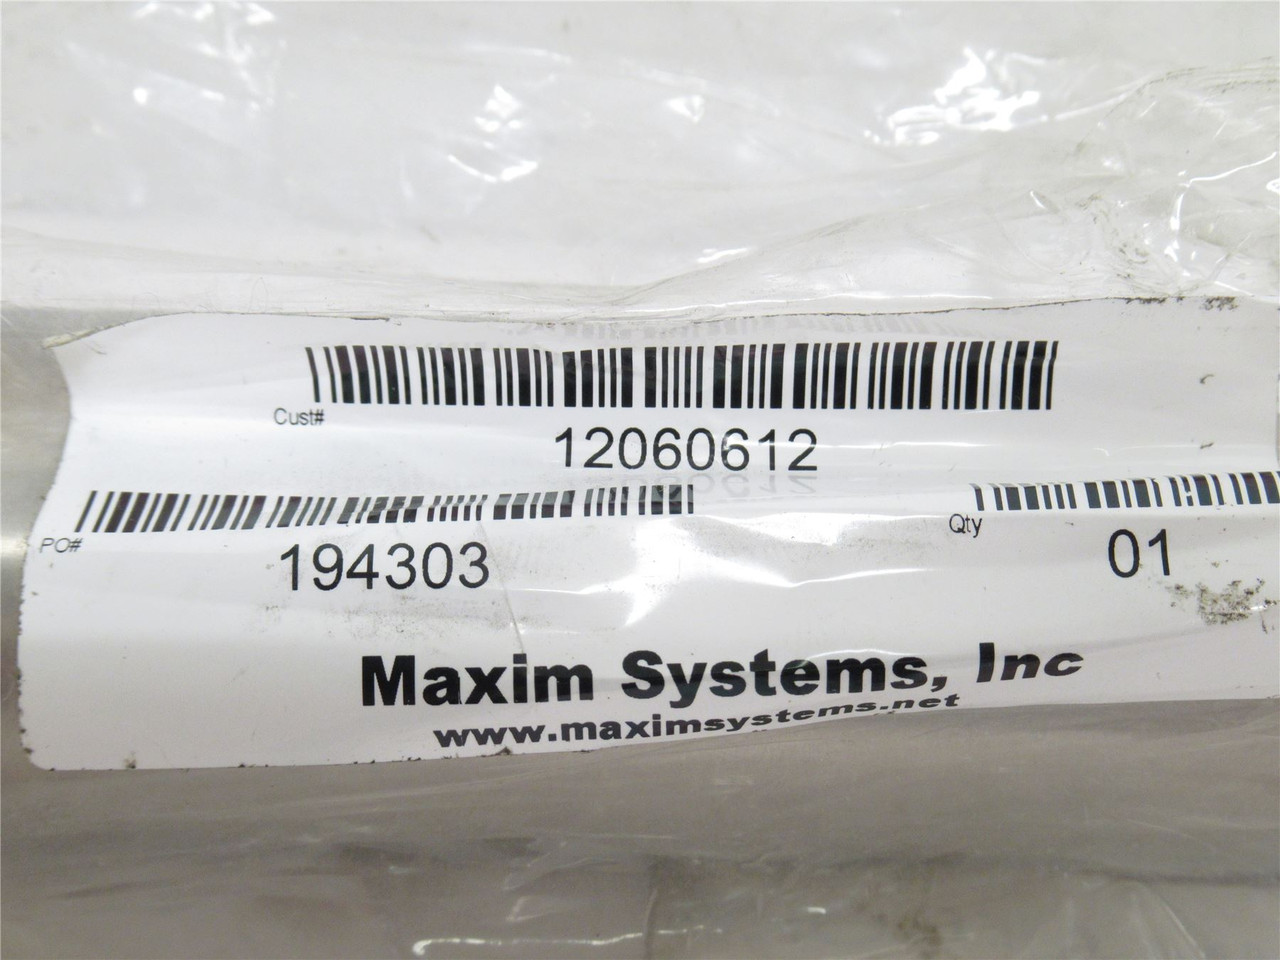 Cust#
12060612
PO#
194303
Qty
01
Maxim Systems, Inc
www.maximsystems.net